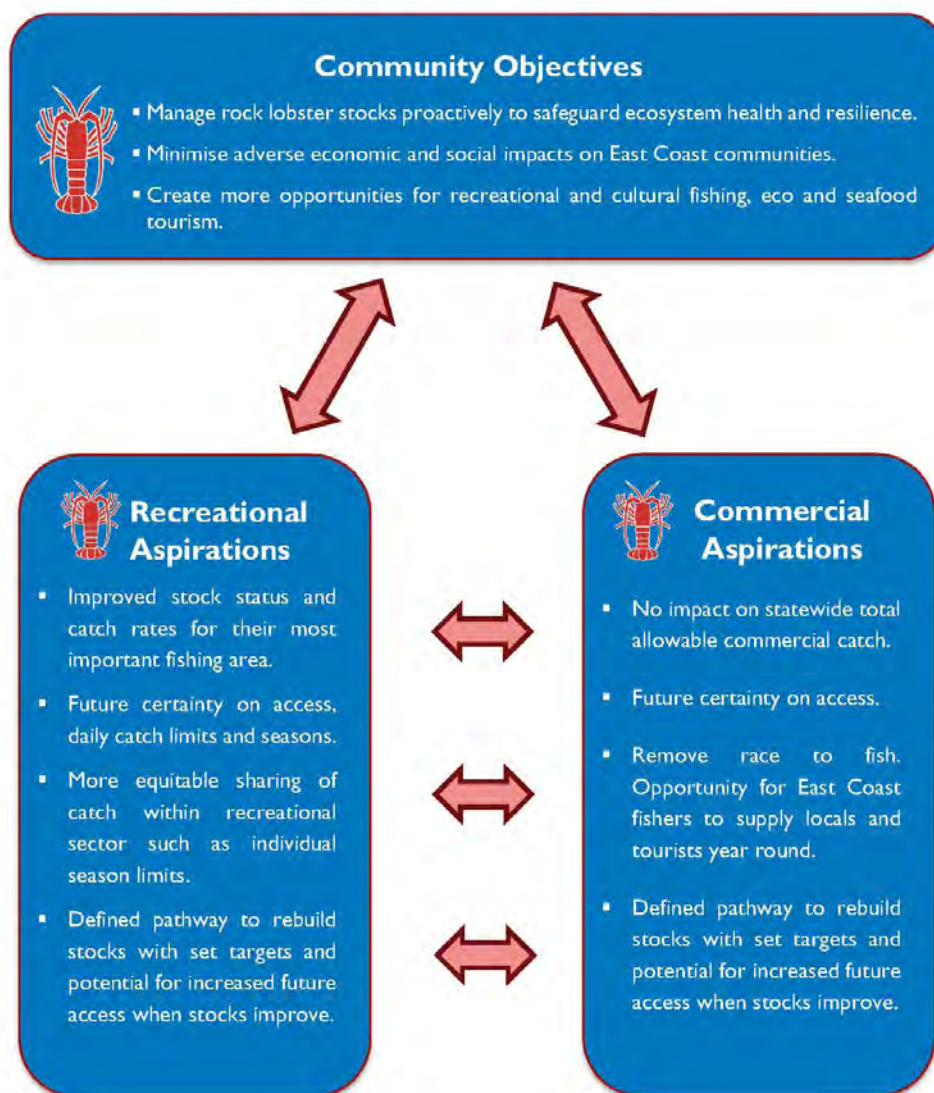 Community Objectives
▪ Manage rock lobster stocks proactively to safeguard ecosystem health and resilience.
▪ Minimise adverse economic and social impacts on East Coast communities.
▪ Create more opportunities for recreational and cultural fishing, eco and seafood
tourism.
Recreational
Aspirations
▪ Improved stock status and
catch rates for their most
important fishing area.
▪ Future certainty on access,
daily catch limits and seasons.
▪ More equitable sharing of
catch within recreational
sector such as individual
season limits.
▪ Defined pathway to rebuild
stocks with set targets and
potential for increased future
access when stocks improve.
Commercial
Aspirations
▪ No impact on statewide total
allowable commercial catch.
▪ Future certainty on access.
▪ Remove race to fish.
Opportunity for East Coast
fishers to supply locals and
tourists year round.
▪ Defined pathway to rebuild
stocks with set targets and
potential for increased future
access when stocks improve.